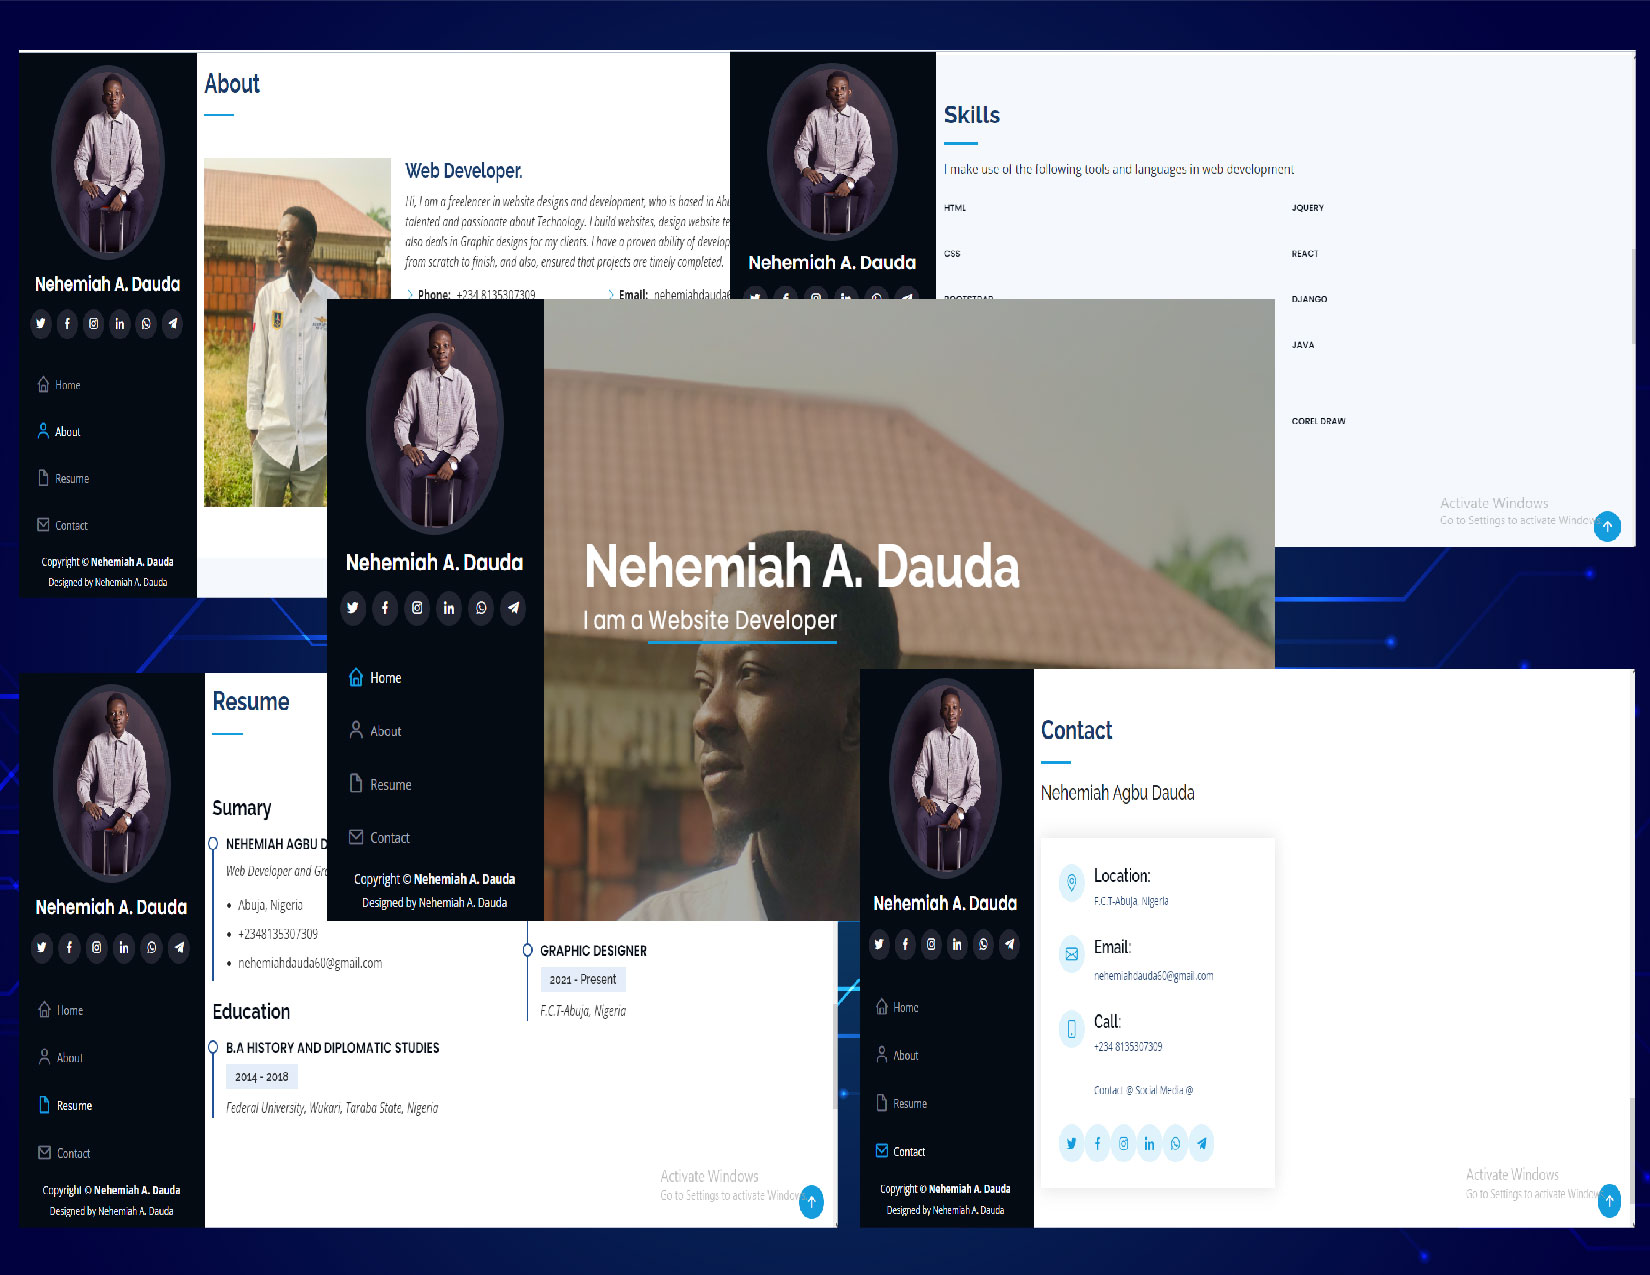 About
Web Developer.
Hi, I am a freelencer in website designs and development, who is based in Abu
talented and passionate about Technology. I build websites, design website te
also deals in Graphic designs for my clients. I have a proven ability of develop
from scratch to finish, and also, ensured that projects are timely completed.
Phone: +234 8135307309
Email: nehemiahdauda6
Nehemiah A. Dauda
Home
About
Resume
Contact
Copyright © Nehemiah A. Dauda
Designed by Nehemiah A. Dauda
Nehemiah A. Dauda
Skills
I make use of the following tools and languages in web development
HTML
JQUERY
CSS
REACT
BOOTSTRAP
DJANGO
JAVA
COREL DRAW
Activate Windows
Go to Settings to activate Windows
Nehemiah A. Dauda
Home
About
Resume
Contact
Copyright © Nehemiah A. Dauda
Designed by Nehemiah A. Dauda
Nehemiah A. Dauda
I am a Website Developer
Nehemiah A. Dauda
Home
About
Resume
Contact
Copyright © Nehemiah A. Dauda
Designed by Nehemiah A. Dauda
Resume
Sumary
NEHEMIAH AGBU D
Web Developer and Gra
Abuja, Nigeria
+2348135307309
nehemiahdauda60@gmail.com
Education
B.A HISTORY AND DIPLOMATIC STUDIES
2014 - 2018
Federal University, Wukari, Taraba State, Nigeria
GRAPHIC DESIGNER
2021 - Present
F.C.T-Abuja, Nigeria
Activate Windows
Go to Settings to activate Windows
Nehemiah A. Dauda
Home
About
Resume
Contact
Copyright © Nehemiah A. Dauda
Designed by Nehemiah A. Dauda
Contact
Nehemiah Agbu Dauda
Location:
F.C.T-Abuja, Nigeria
Email:
nehemiahdauda60@gmail.com
Call:
+234 8135307309
Contact @ Social Media @
Activate Windows
Go to Settings to activate Windows